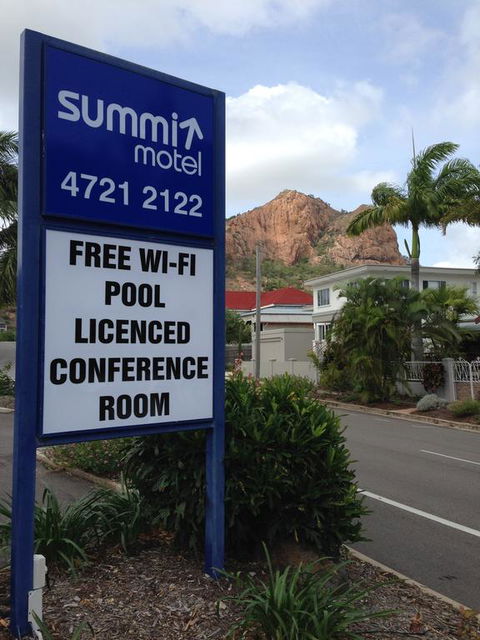 summit
motel
4721 2122
FREE WI-FI
POOL
LICENCED
CONFERENCE
ROOM